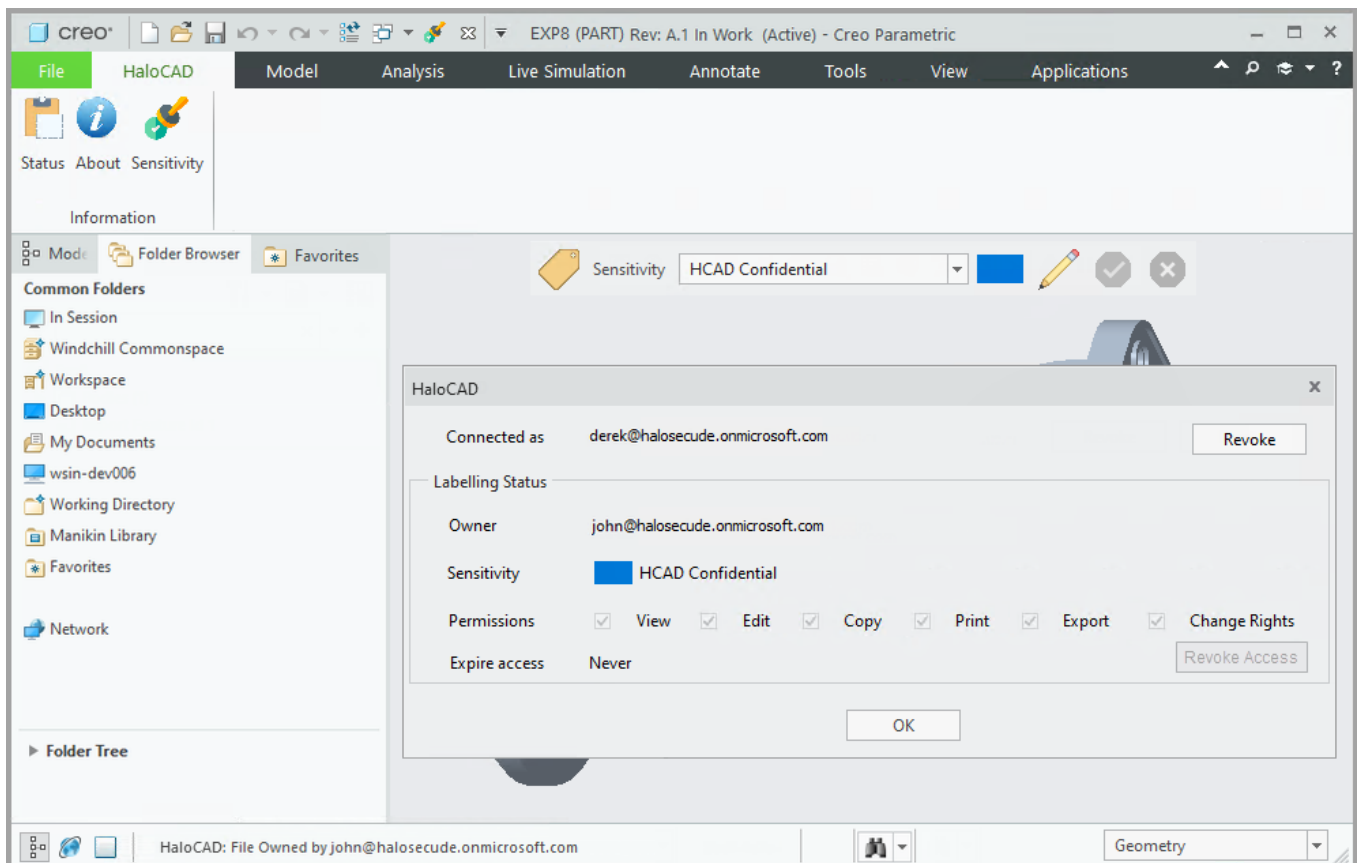 creo®
EXP8 (PART) Rev: A.1 In Work (Active) - Creo Parametric
File HaloCAD Model Analysis Live Simulation Annotate Tools View Applications
Status About Sensitivity
Information
Mode Folder Browser Favorites
Common Folders
In Session
Windchill Commonspace
Workspace
Desktop
My Documents
wsin-dev006
Working Directory
Manikin Library
Favorites
Network
Folder Tree
Sensitivity HCAD Confidential
HaloCAD
Connected as derek@halosecude.onmicrosoft.com Revoke
Labelling Status
Owner john@halosecude.onmicrosoft.com
Sensitivity HCAD Confidential
Permissions View Edit Copy Print Export Change Rights
Expire access Never Revoke Access
OK
HaloCAD: File Owned by john@halosecude.onmicrosoft.com
Geometry